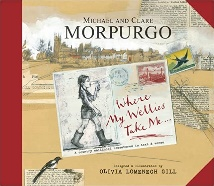 MICHAEL AND CLARE
MORPURGO
Where
My Wellies
Take Me...
Designed & Illustrated by
OLIVIA LOMENECH GILL